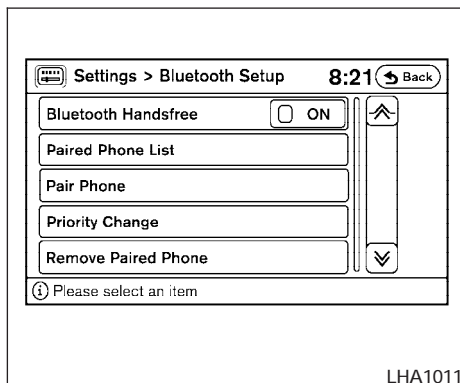 Settings > Bluetooth Setup 8:21 Back
Bluetooth Handsfree ON
Paired Phone List
Pair Phone
Priority Change
Remove Paired Phone
i Please select an item
LHA1011